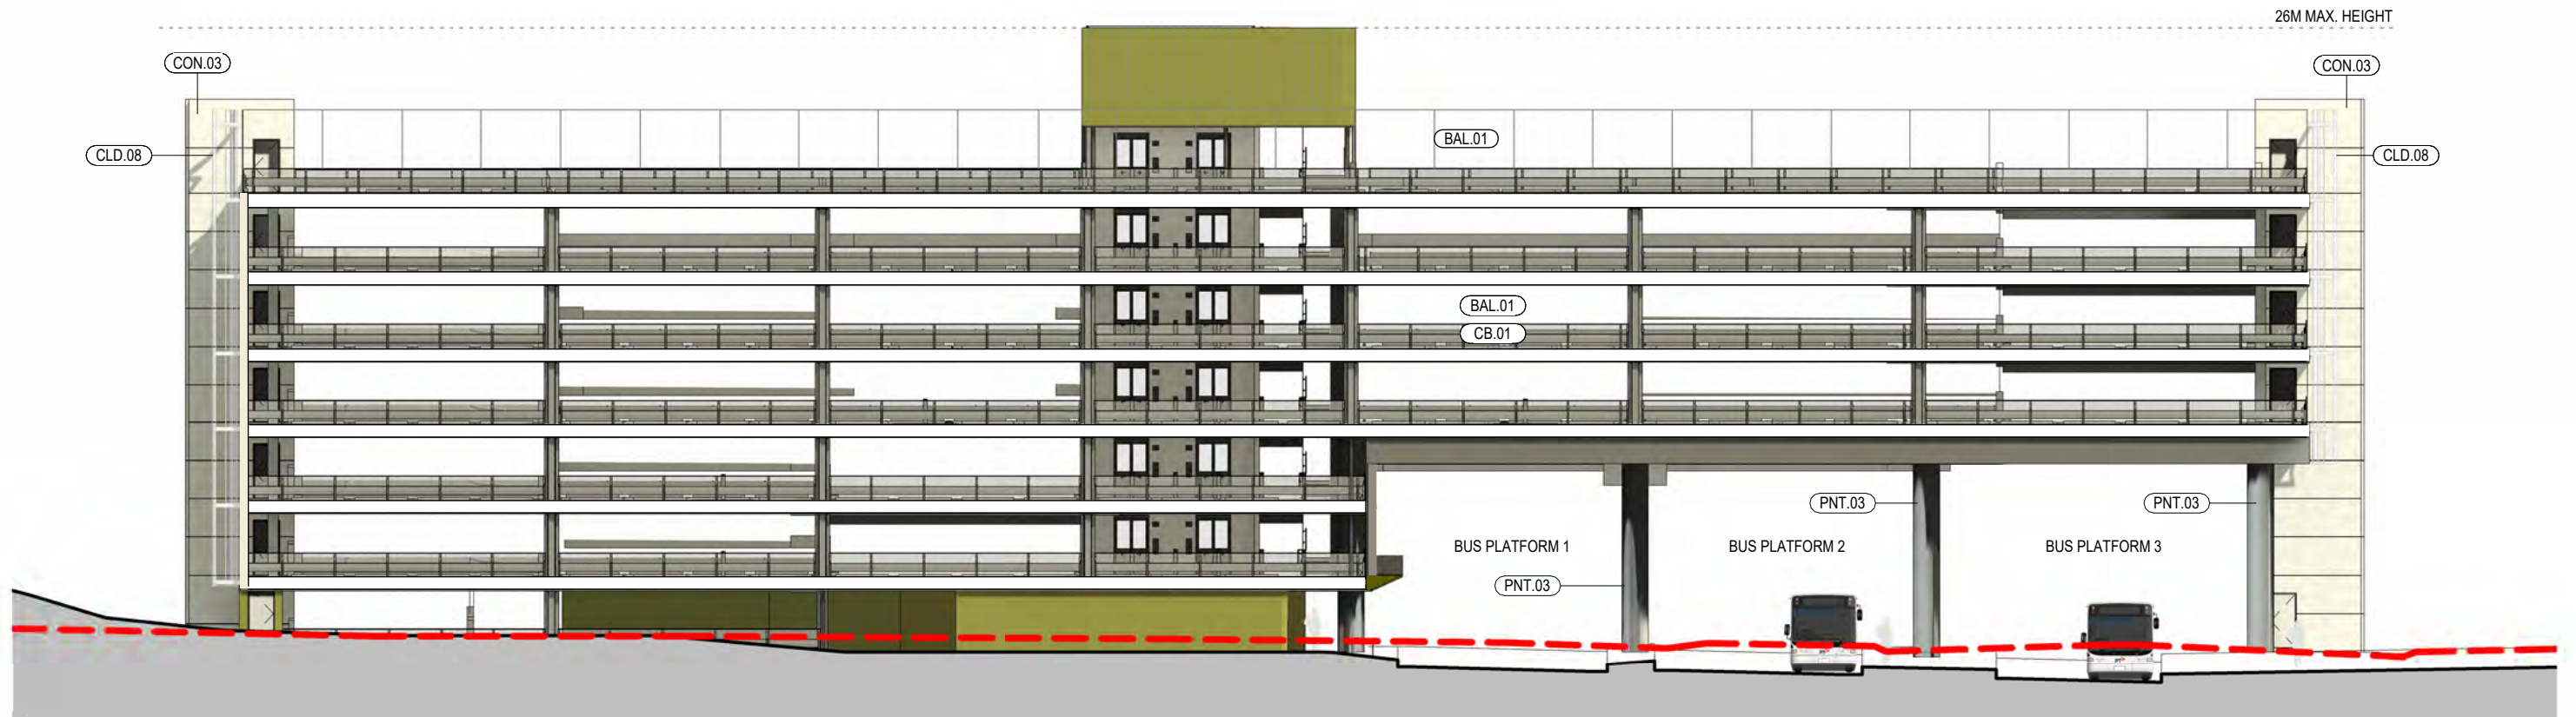 26M MAX. HEIGHT
CON.03
CON.03
BAL.01
CLD.08
CLD.08
BAL.01
CB.01
PNT.03
PNT.03
BUS PLATFORM 1
BUS PLATFORM 2
BUS PLATFORM 3
PNT.03